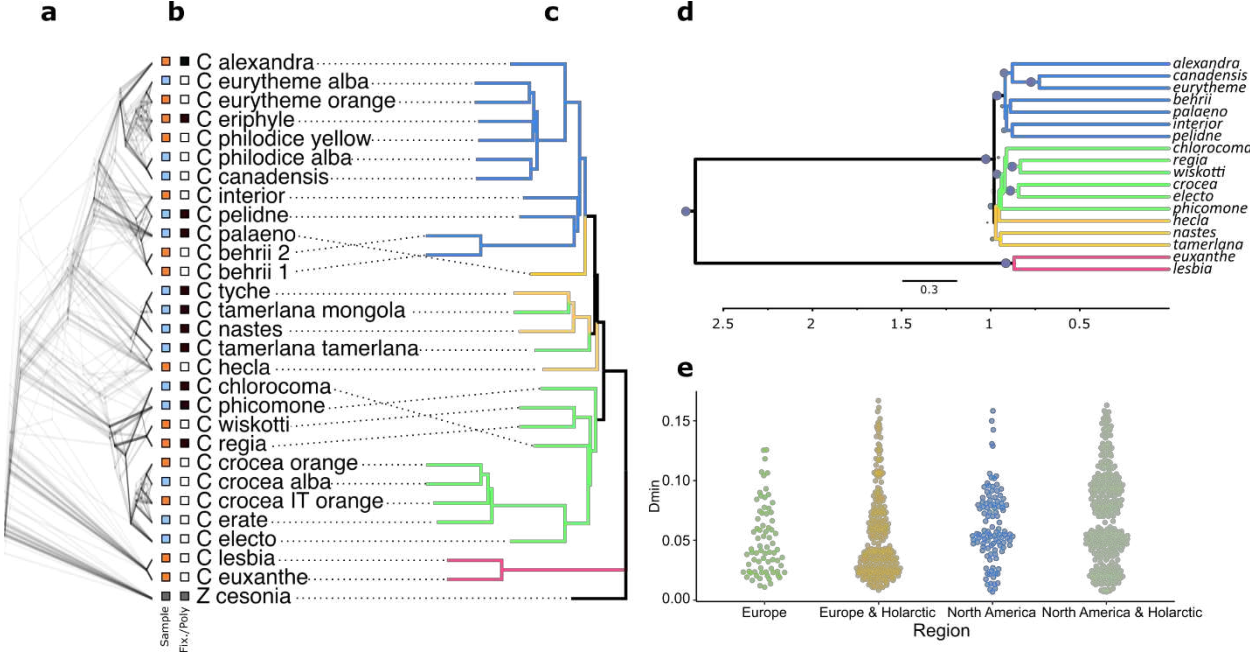 a
b
c
d
C alexandra
C eurytheme alba
C eurytheme orange
C eriphyle
C philodice yellow
C philodice alba
C canadensis
C interior
C pelidne
C palaeno
C behrii 2
C behrii 1
C tyche
C tamerlana mongola
C nastes
C tamerlana tamerlana
C hecla
C chlorocoma
C phicomone
C wiskotti
C regia
C crocea orange
C crocea alba
C crocea IT orange
C erate
C electo
C lesbia
C euxanthe
Z cesonia
Sample
Fix./Poly
alexandra
canadensis
eurytheme
behrii
palaeno
interior
pelidne
chlorocoma
regia
wiskotti
crocea
electo
phicomone
hecla
nastes
tamerlana
euxanthe
lesbia
0.3
2.5 2 1.5 1 0.5
e
Dmin
0.15
0.10
0.05
0.00
Europe Europe & Holarctic North America North America & Holarctic
Region